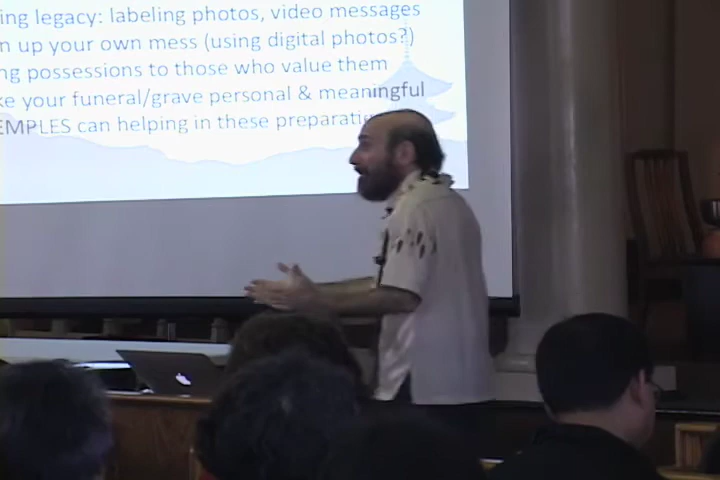 ing legacy: labeling photos, video messages
n up your own mess (using digital photos?)
ng possessions to those who value them
ke your funeral/grave personal & meaningful
EMPLES can helping in these preparati